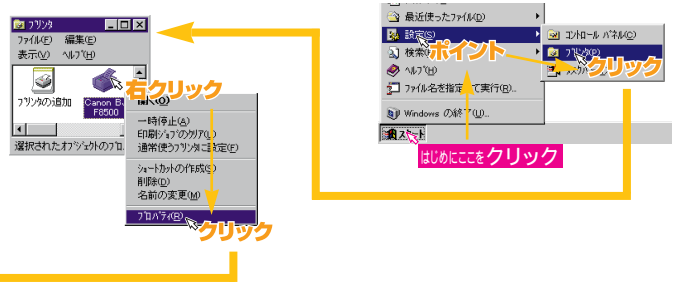 プリンタ
ファイル(F) 編集(E)
表示(V) ヘルプ(H)
プリンタの追加
Canon B
F8500
選択されたオブジェクトのプロ
右クリック
開く(O)
一時停止(A)
印刷ジョブのクリア(U)
通常使うプリンタに設定(F)
ショートカットの作成(S)
削除(D)
名前の変更(M)
プロパティ(R)
クリック
最近使ったファイル(D)
設定(S)
検索
ヘルプ(H)
ファイル名を指定して実行(R)...
Windows の終了(U)...
スタート
ポイント
コントロール パネル(C)
プリンタ(P)
タスクバー
クリック
はじめにここをクリック